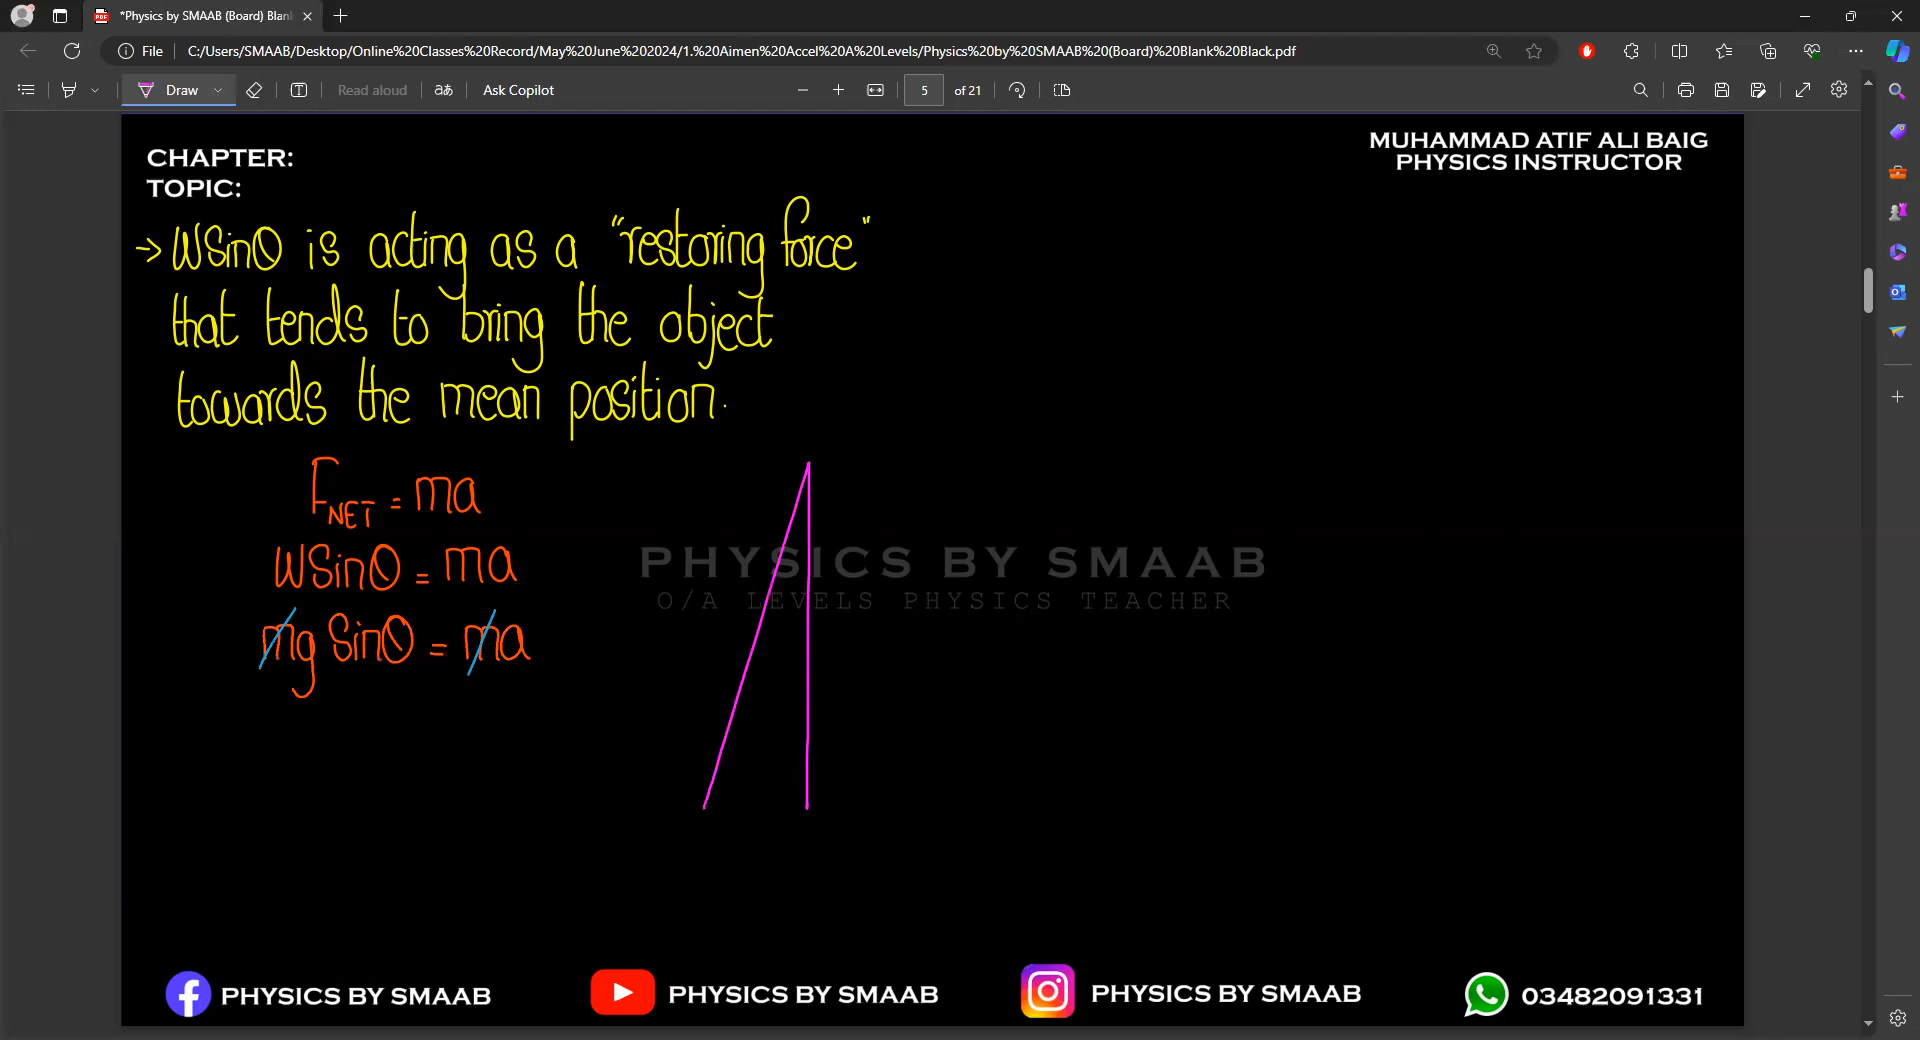 *Physics by SMAAB (Board) Blank
File
C:/Users/SMAAB/Desktop/Online%20Classes%20Record/May%20June%202024/1.%20Aimen%20Accel%20A%20Levels/Physics%20by%20SMAAB%20(Board)%20Blank%20Black.pdf
Draw
Read aloud
aあ
Ask Copilot
5 of 21
CHAPTER:
TOPIC:
MUHAMMAD ATIF ALI BAIG
PHYSICS INSTRUCTOR
→ WSinθ is acting as a "restoring force"
that tends to bring the object
towards the mean position.
F_NET = ma
WSinθ = ma
mg Sinθ = ma
PHYSICS BY SMAAB
O/A LEVELS PHYSICS TEACHER
PHYSICS BY SMAAB
PHYSICS BY SMAAB
PHYSICS BY SMAAB
03482091331